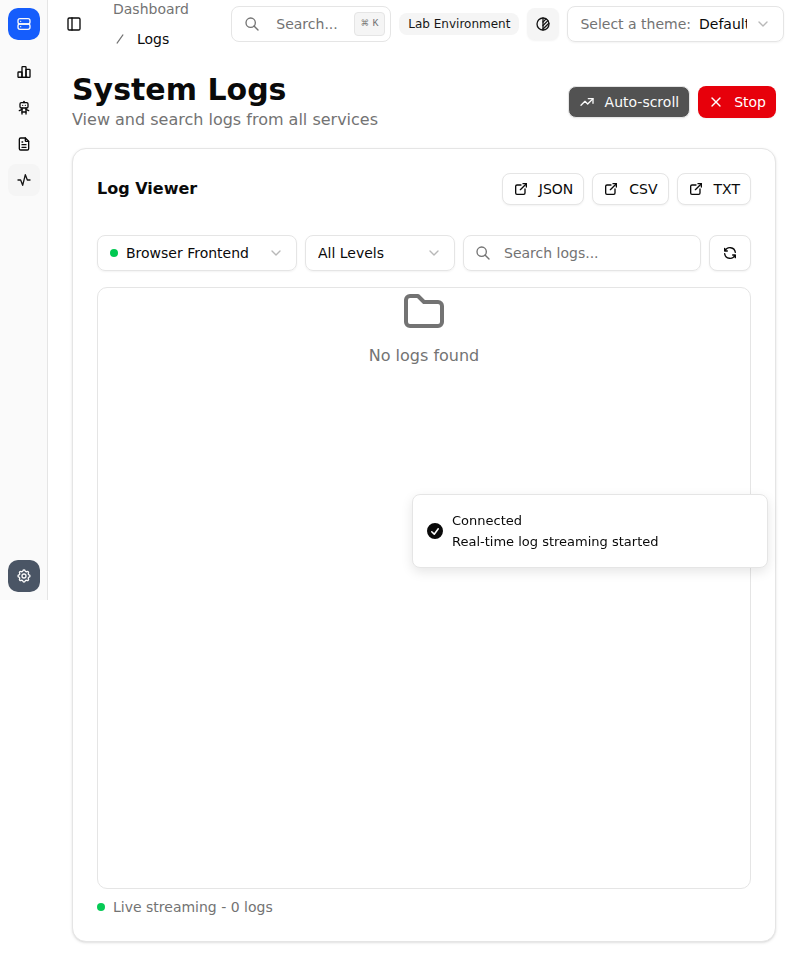 Dashboard
Logs
Search...
⌘ K
Lab Environment
Select a theme: Default
System Logs
View and search logs from all services
Auto-scroll
Stop
Log Viewer
JSON
CSV
TXT
Browser Frontend
All Levels
Search logs...
No logs found
Connected
Real-time log streaming started
Live streaming - 0 logs